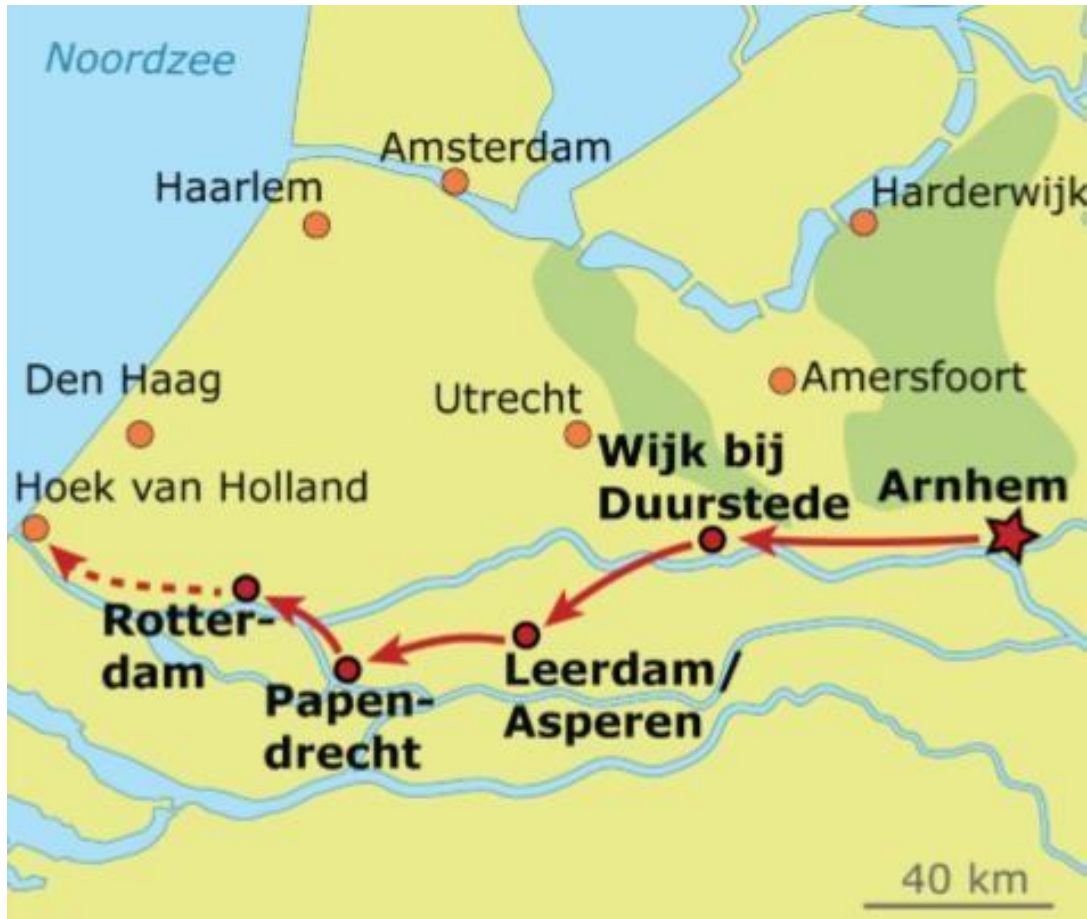 Noordzee
Amsterdam
Haarlem
Harderwijk
Den Haag
Utrecht
Amersfoort
Wijk bij
Duurstede
Arnhem
Hoek van Holland
Rotter-
dam
Papen-
drecht
Leerdam/
Asperen
40 km